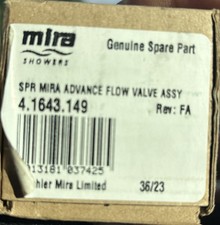 mira
SHOWERS
Genuine Spare Part
SPR MIRA ADVANCE FLOW VALVE ASSY
4.1643.149 Rev: FA
13181 037425
hler Mira Limited 36/23